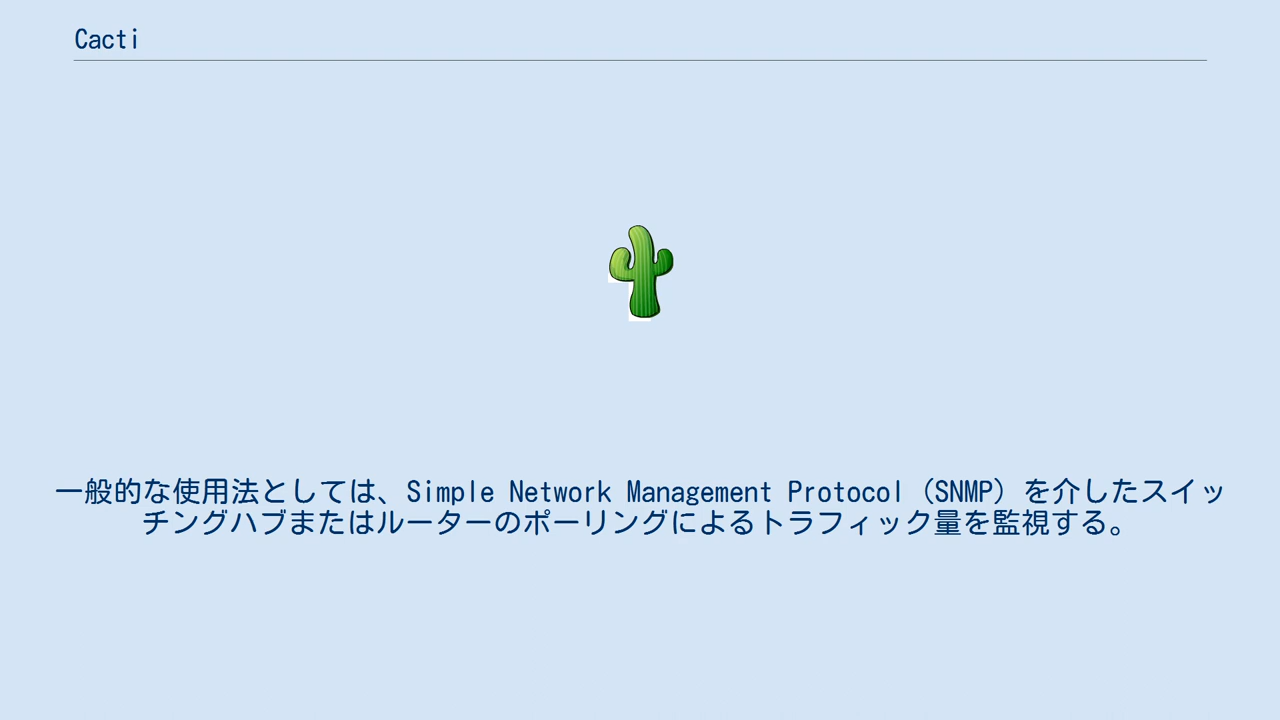 Cacti
一般的な使用法としては、Simple Network Management Protocol（SNMP）を介したスイッ
チングハブまたはルーターのポーリングによるトラフィック量を監視する。